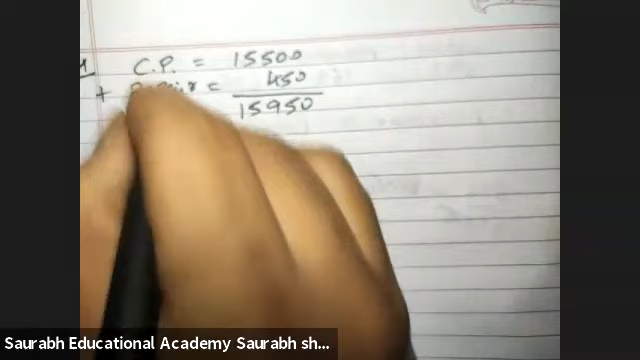 C.P. = 15500
+ = 450
15950
Saurabh Educational Academy Saurabh sh...